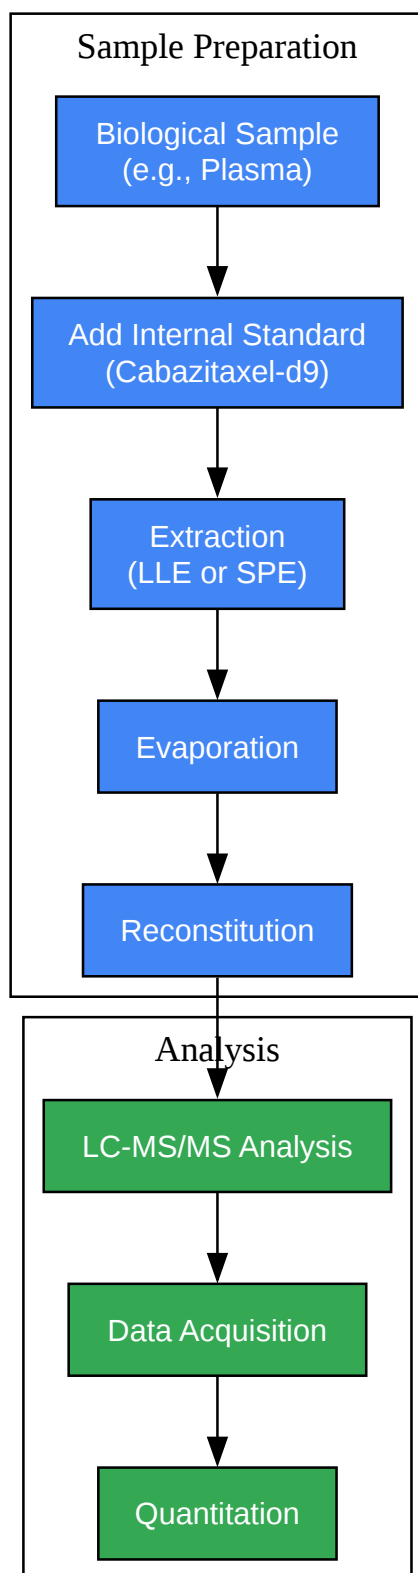 Sample Preparation
Biological Sample
(e.g., Plasma)
Add Internal Standard
(Cabazitaxel-d9)
Extraction
(LLE or SPE)
Evaporation
Reconstitution
Analysis
LC-MS/MS Analysis
Data Acquisition
Quantitation